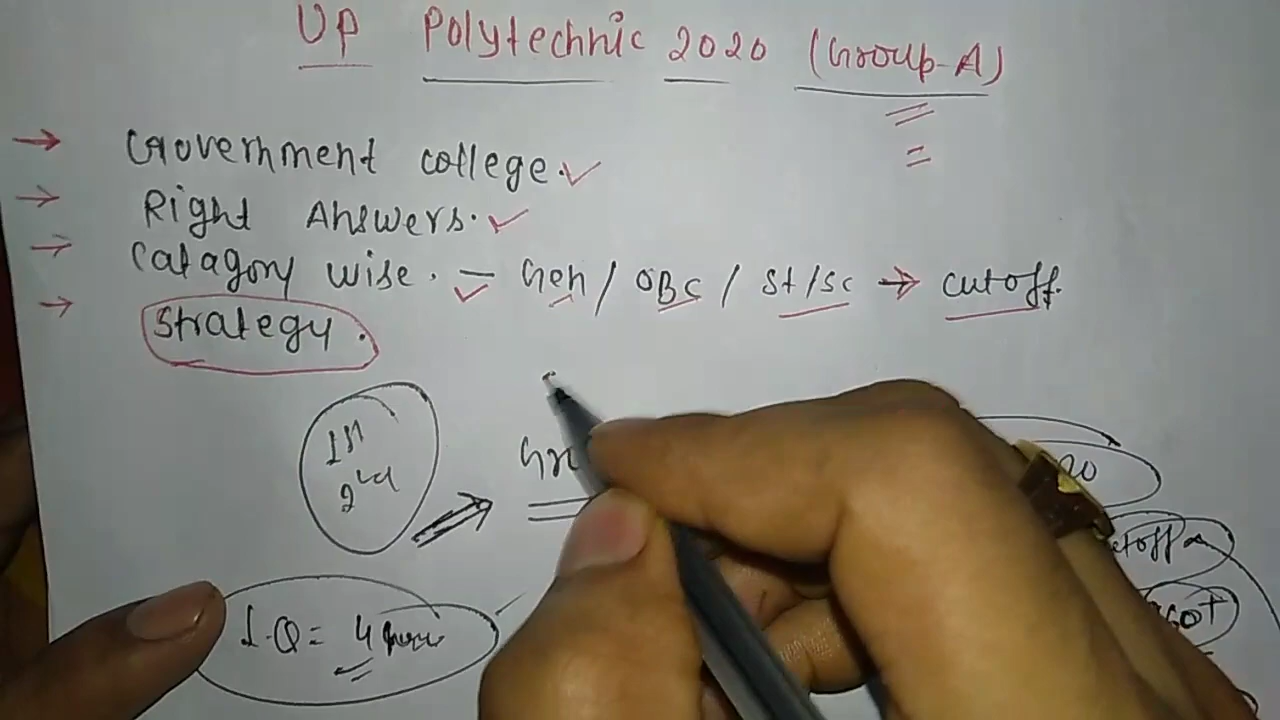 UP Polytechnic 2020 (Group-A)
→ Government college.
→ Right Answers.
→ Catagory wise. = Gen / OBC / St/sc → cutoff.
→ Strategy.
1st
2nd
20
1.Q = 4